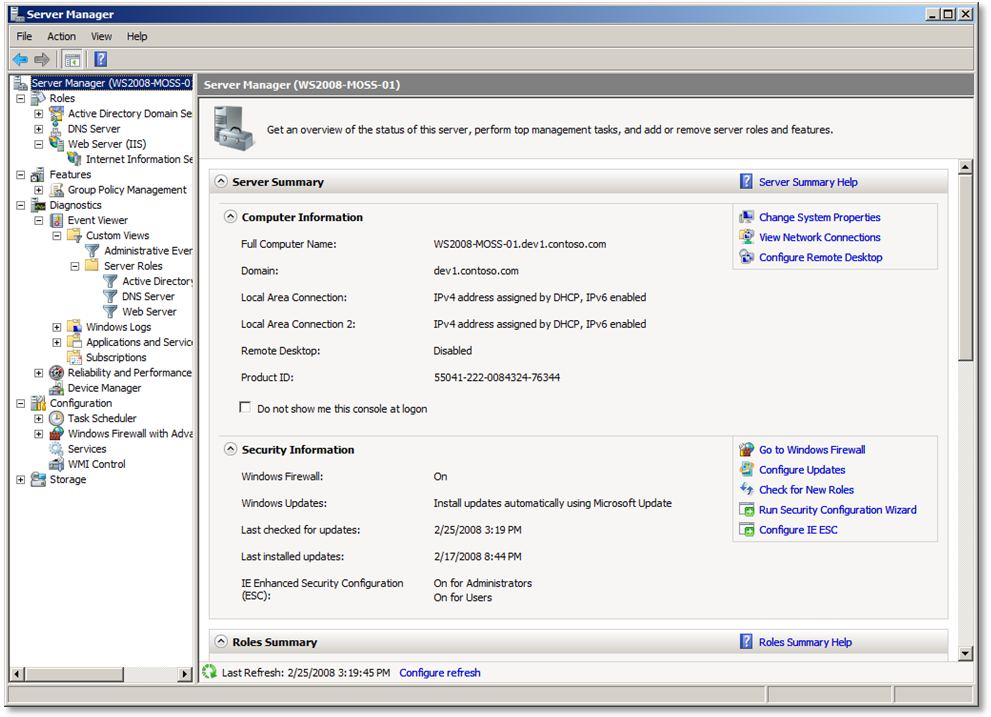 Server Manager
File Action View Help
Server Manager (WS2008-MOSS-01
Roles
Active Directory Domain Se
DNS Server
Web Server (IIS)
Internet Information Se
Features
Group Policy Management
Diagnostics
Event Viewer
Custom Views
Administrative Ever
Server Roles
Active Directory
DNS Server
Web Server
Windows Logs
Applications and Service
Subscriptions
Reliability and Performance
Device Manager
Configuration
Task Scheduler
Windows Firewall with Adva
Services
WMI Control
Storage
Server Manager (WS2008-MOSS-01)
Get an overview of the status of this server, perform top management tasks, and add or remove server roles and features.
Server Summary
Server Summary Help
Computer Information
Full Computer Name: WS2008-MOSS-01.dev1.contoso.com
Domain: dev1.contoso.com
Local Area Connection: IPv4 address assigned by DHCP, IPv6 enabled
Local Area Connection 2: IPv4 address assigned by DHCP, IPv6 enabled
Remote Desktop: Disabled
Product ID: 55041-222-0084324-76344
Do not show me this console at logon
Change System Properties
View Network Connections
Configure Remote Desktop
Security Information
Windows Firewall: On
Windows Updates: Install updates automatically using Microsoft Update
Last checked for updates: 2/25/2008 3:19 PM
Last installed updates: 2/17/2008 8:44 PM
IE Enhanced Security Configuration On for Administrators
(ESC): On for Users
Go to Windows Firewall
Configure Updates
Check for New Roles
Run Security Configuration Wizard
Configure IE ESC
Roles Summary
Roles Summary Help
Last Refresh: 2/25/2008 3:19:45 PM Configure refresh